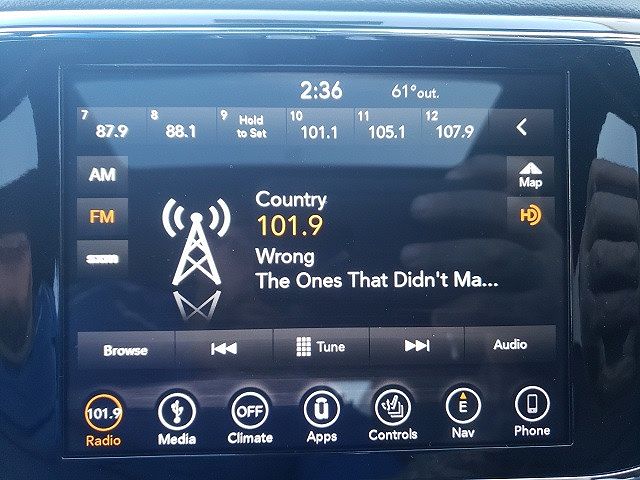 2:36 61° out.
7 87.9 8 88.1 9 Hold to Set 10 101.1 11 105.1 12 107.9
AM
Map
Country
FM 101.9 HD
Wrong
sxm
The Ones That Didn't Ma...
Browse Tune Audio
101.9 OFF E
Radio Media Climate Apps Controls Nav Phone